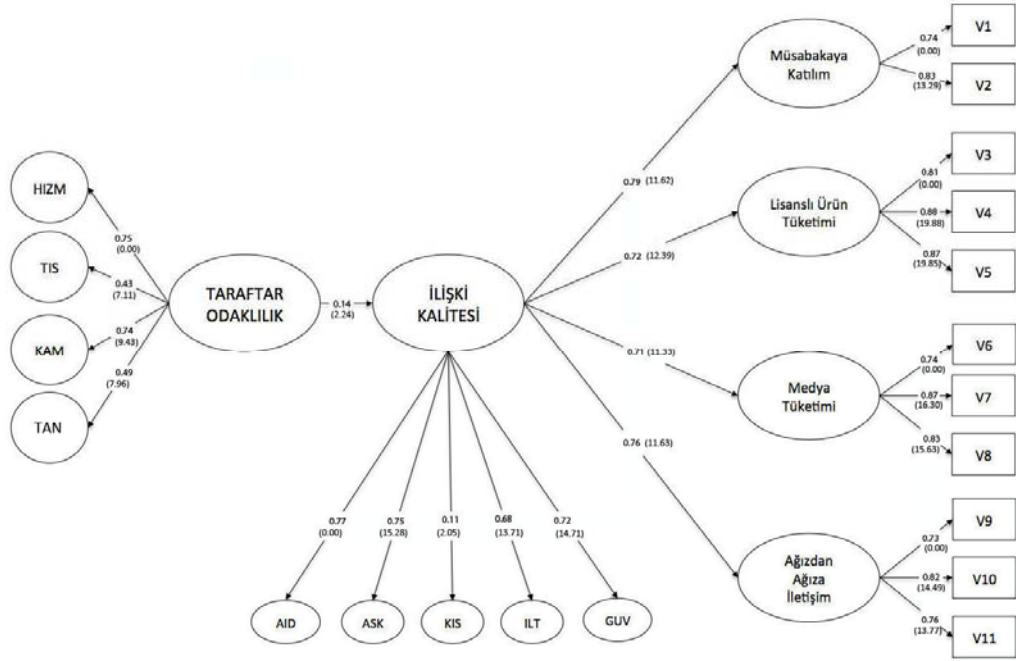 HIZM
TIS
KAM
TAN
0.75
(0.00)
0.43
(7.11)
0.74
(9.43)
0.49
(7.96)
TARAFTAR
ODAKLILIK
0.14
(2.24)
İLİŞKİ
KALİTESİ
0.77
(0.00)
0.75
(15.28)
0.11
(2.05)
0.68
(13.71)
0.72
(14.71)
AID
ASK
KIS
ILT
GUV
0.79 (11.62)
0.72 (12.39)
0.71 (11.33)
0.76 (11.63)
Müsabakaya
Katılım
0.74
(0.00)
0.83
(13.29)
V1
V2
Lisanslı Ürün
Tüketimi
0.81
(0.00)
0.88
(19.88)
0.87
(19.85)
V3
V4
V5
Medya
Tüketimi
0.74
(0.00)
0.87
(16.30)
0.83
(15.63)
V6
V7
V8
Ağızdan
Ağıza
İletişim
0.73
(0.00)
0.82
(14.49)
0.76
(13.77)
V9
V10
V11